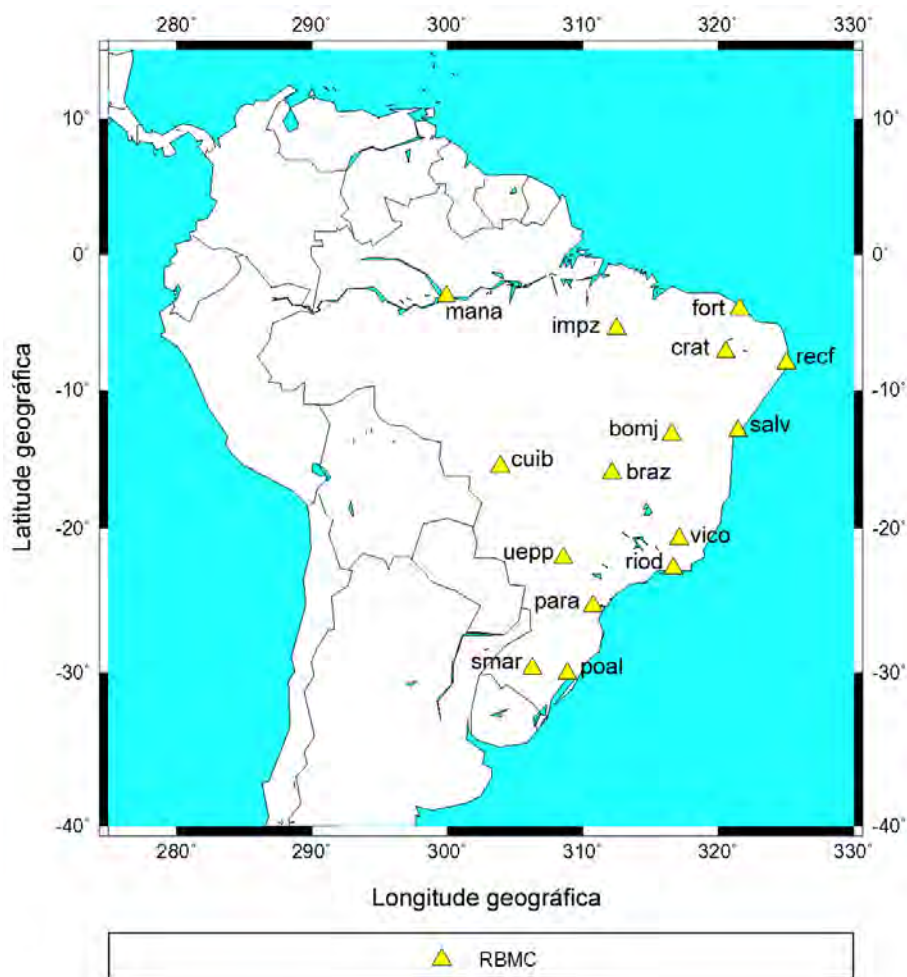 280° 290° 300° 310° 320° 330°
10° 10°
0° 0°
mana
fort
impz
crat
recf
-10° -10°
bomj
salv
cuib
braz
-20° -20°
vico
uepp
riod
para
smar
poal
-30° -30°
-40° -40°
280° 290° 300° 310° 320° 330°
Latitude geográfica
Longitude geográfica
RBMC